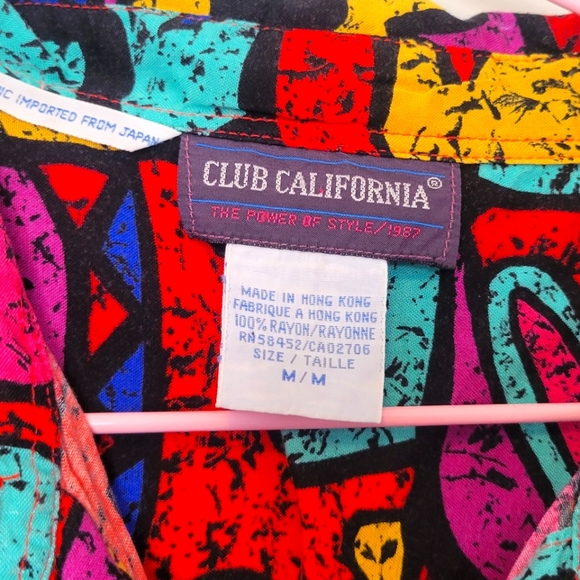 IC IMPORTED FROM JAPAN
CLUB CALIFORNIA®
THE POWER OF STYLE/1987
MADE IN HONG KONG
FABRIQUE A HONG KONG
100% RAYON/RAYONNE
RN58452/CA02706
SIZE / TAILLE
M/M